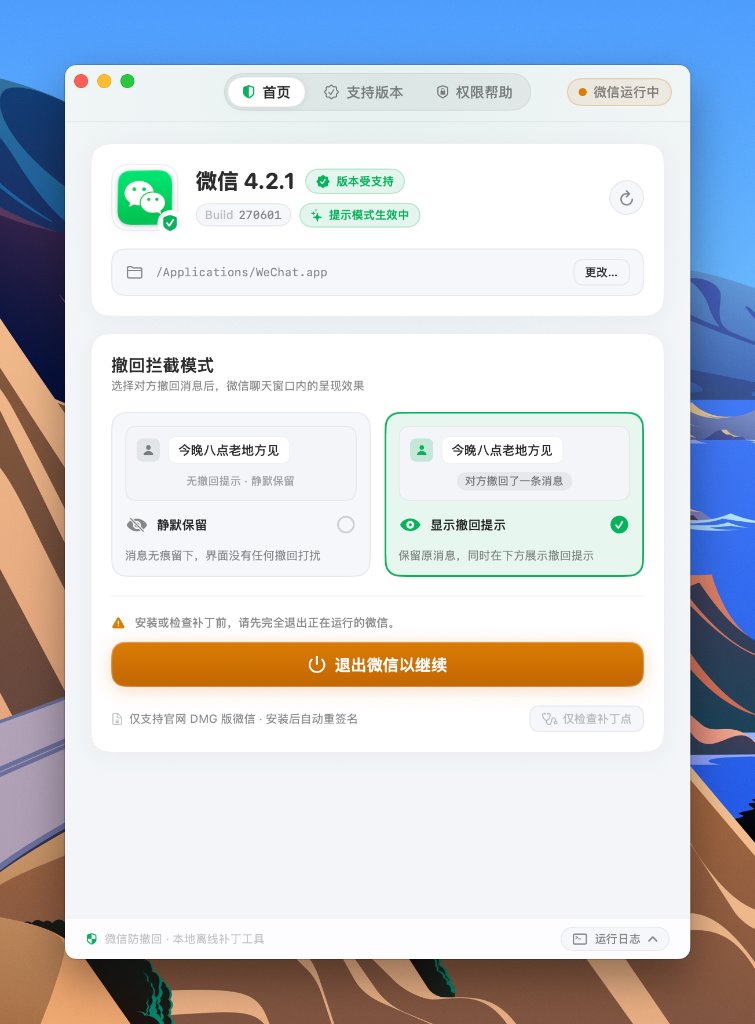 首页
支持版本
权限帮助
微信运行中
微信 4.2.1
版本受支持
Build 270601
提示模式生效中
/Applications/WeChat.app
更改...
撤回拦截模式
选择对方撤回消息后，微信聊天窗口内的呈现效果
今晚八点老地方见
无撤回提示 · 静默保留
静默保留
消息无痕留下，界面没有任何撤回打扰
今晚八点老地方见
对方撤回了一条消息
显示撤回提示
保留原消息，同时在下方展示撤回提示
安装或检查补丁前，请先完全退出正在运行的微信。
退出微信以继续
仅支持官网 DMG 版微信 · 安装后自动重签名
仅检查补丁点
微信防撤回 · 本地离线补丁工具
运行日志